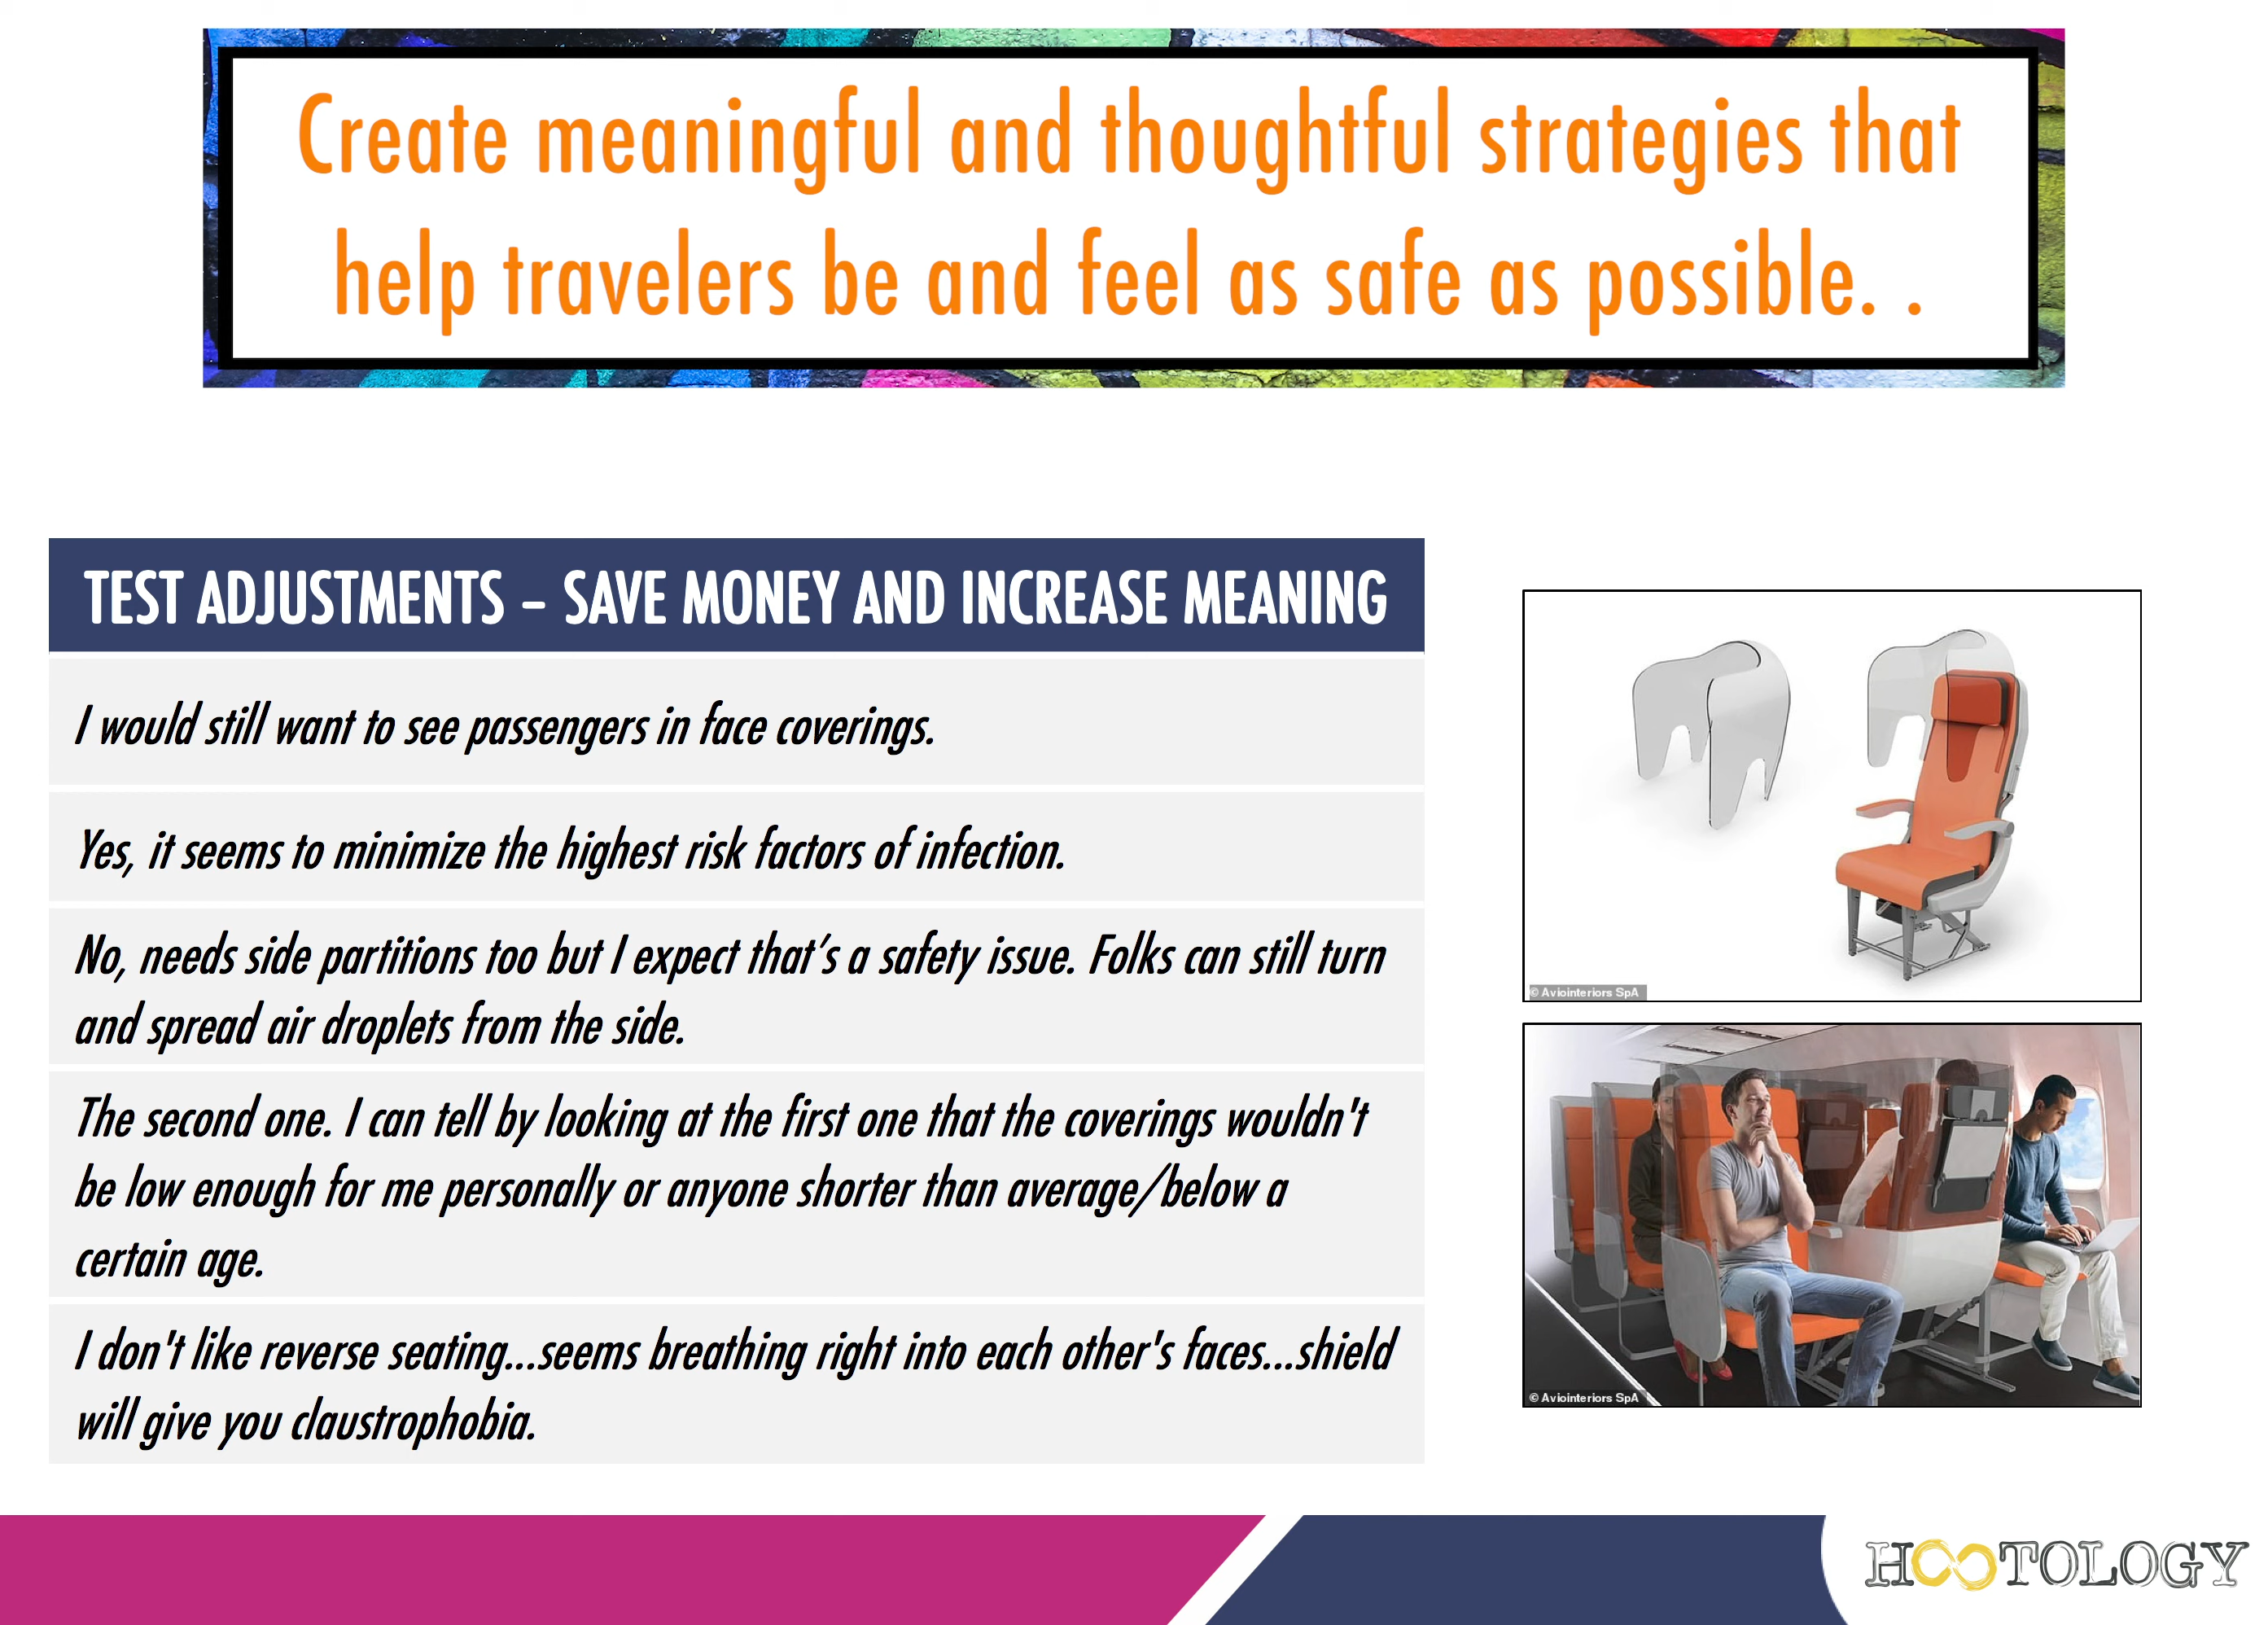 Create meaningful and thoughtful strategies that
help travelers be and feel as safe as possible. .
TEST ADJUSTMENTS – SAVE MONEY AND INCREASE MEANING
I would still want to see passengers in face coverings.
Yes, it seems to minimize the highest risk factors of infection.
No, needs side partitions too but I expect that’s a safety issue. Folks can still turn
and spread air droplets from the side.
The second one. I can tell by looking at the first one that the coverings wouldn't
be low enough for me personally or anyone shorter than average/below a
certain age.
I don't like reverse seating...seems breathing right into each other's faces...shield
will give you claustrophobia.
© Aviointeriors SpA
© Aviointeriors SpA
HOOTOLOGY